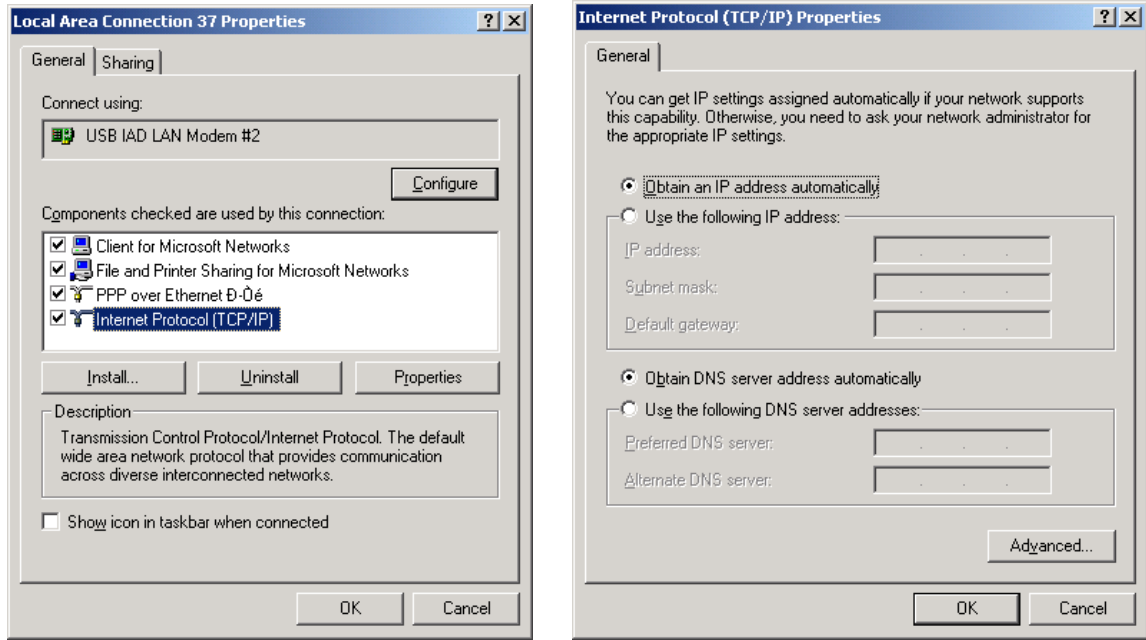 Local Area Connection 37 Properties
General
Sharing
Connect using:
USB IAD LAN Modem #2
Configure
Components checked are used by this connection:
Client for Microsoft Networks
File and Printer Sharing for Microsoft Networks
PPP over Ethernet Ð-Òé
Internet Protocol (TCP/IP)
Install...
Uninstall
Properties
Description
Transmission Control Protocol/Internet Protocol. The default
wide area network protocol that provides communication
across diverse interconnected networks.
Show icon in taskbar when connected
OK
Cancel
Internet Protocol (TCP/IP) Properties
General
You can get IP settings assigned automatically if your network supports
this capability. Otherwise, you need to ask your network administrator for
the appropriate IP settings.
Obtain an IP address automatically
Use the following IP address:
IP address:
Subnet mask:
Default gateway:
Obtain DNS server address automatically
Use the following DNS server addresses:
Preferred DNS server:
Alternate DNS server:
Advanced...
OK
Cancel